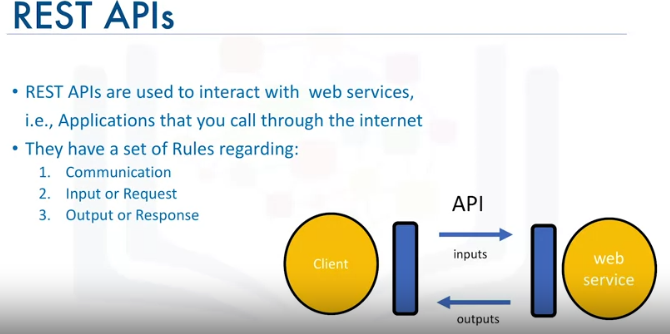 REST APIs
• REST APIs are used to interact with web services,
i.e., Applications that you call through the internet
• They have a set of Rules regarding:
1. Communication
2. Input or Request
3. Output or Response
API
Client
inputs
web
service
outputs